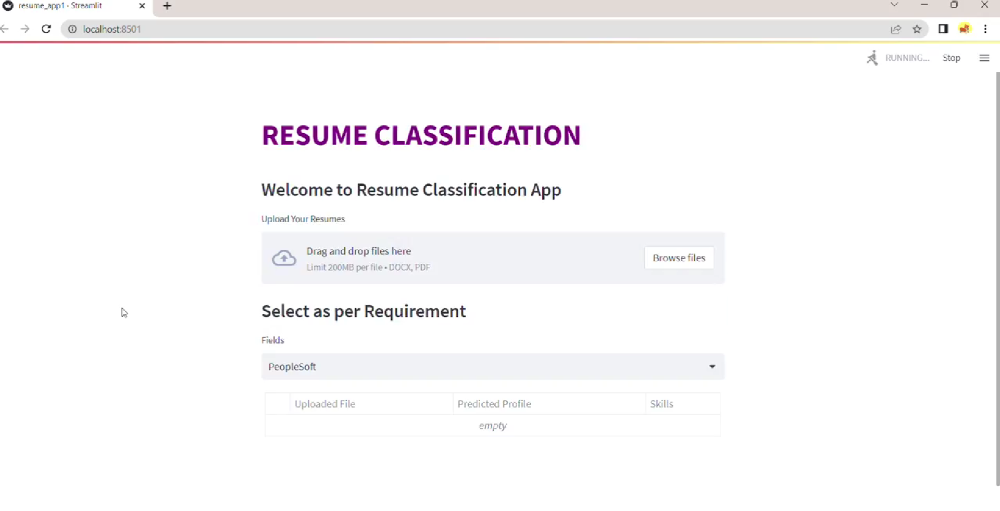 resume_app1 · Streamlit
localhost:8501
RUNNING... Stop
RESUME CLASSIFICATION
Welcome to Resume Classification App
Upload Your Resumes
Drag and drop files here
Limit 200MB per file • DOCX, PDF
Browse files
Select as per Requirement
Fields
PeopleSoft
Uploaded File Predicted Profile Skills
empty